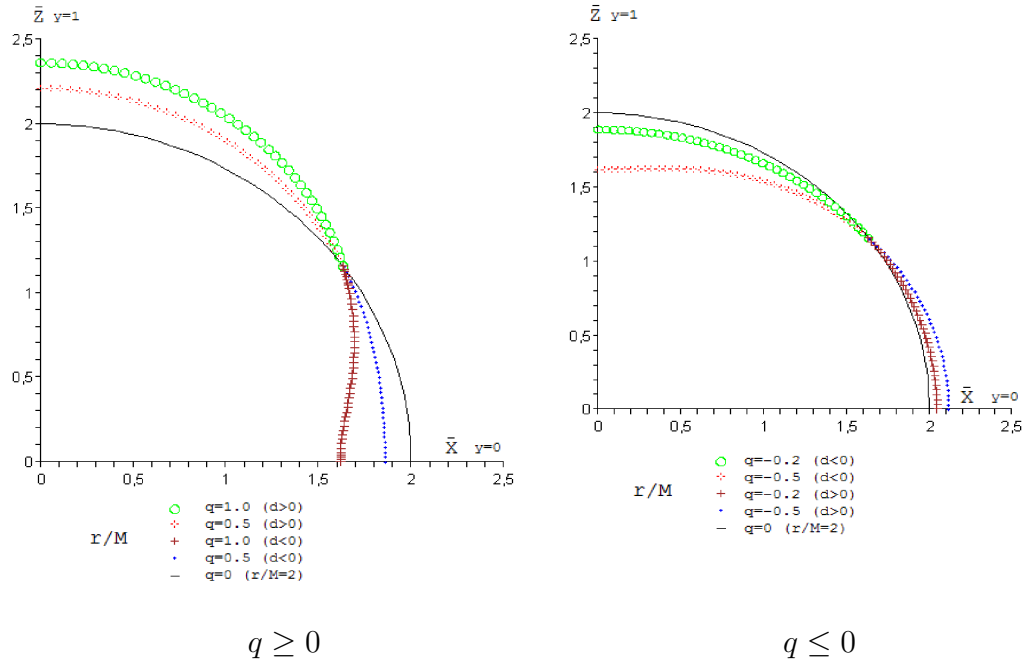 Z̄ y=1
2,5
2
1,5
1
0,5
0
0 0,5 1 1,5 2 2,5
X̄ y=0
r/M
q=1.0 (d>0)
q=0.5 (d>0)
q=1.0 (d<0)
q=0.5 (d<0)
q=0 (r/M=2)
q ≥ 0
Z̄ y=1
2,5
2
1,5
1
0,5
0
0 0,5 1 1,5 2 2,5
X̄ y=0
r/M
q=-0.2 (d<0)
q=-0.5 (d<0)
q=-0.2 (d>0)
q=-0.5 (d>0)
q=0 (r/M=2)
q ≤ 0